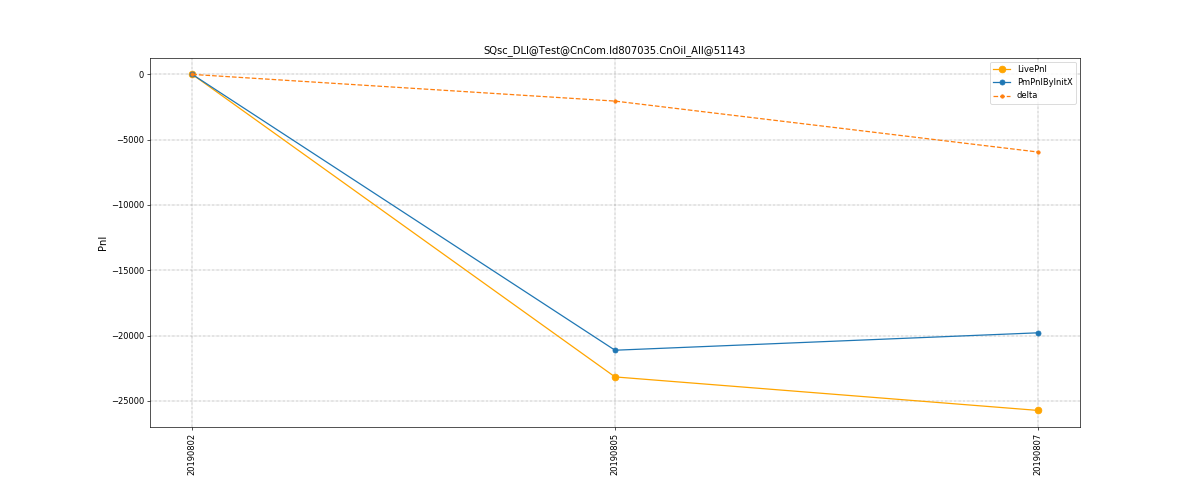 SQsc_DLI@Test@CnCom.Id807035.CnOil_All@51143
LivePnl
PmPnlByInitX
delta
Pnl
0
−5000
−10000
−15000
−20000
−25000
20190802
20190805
20190807